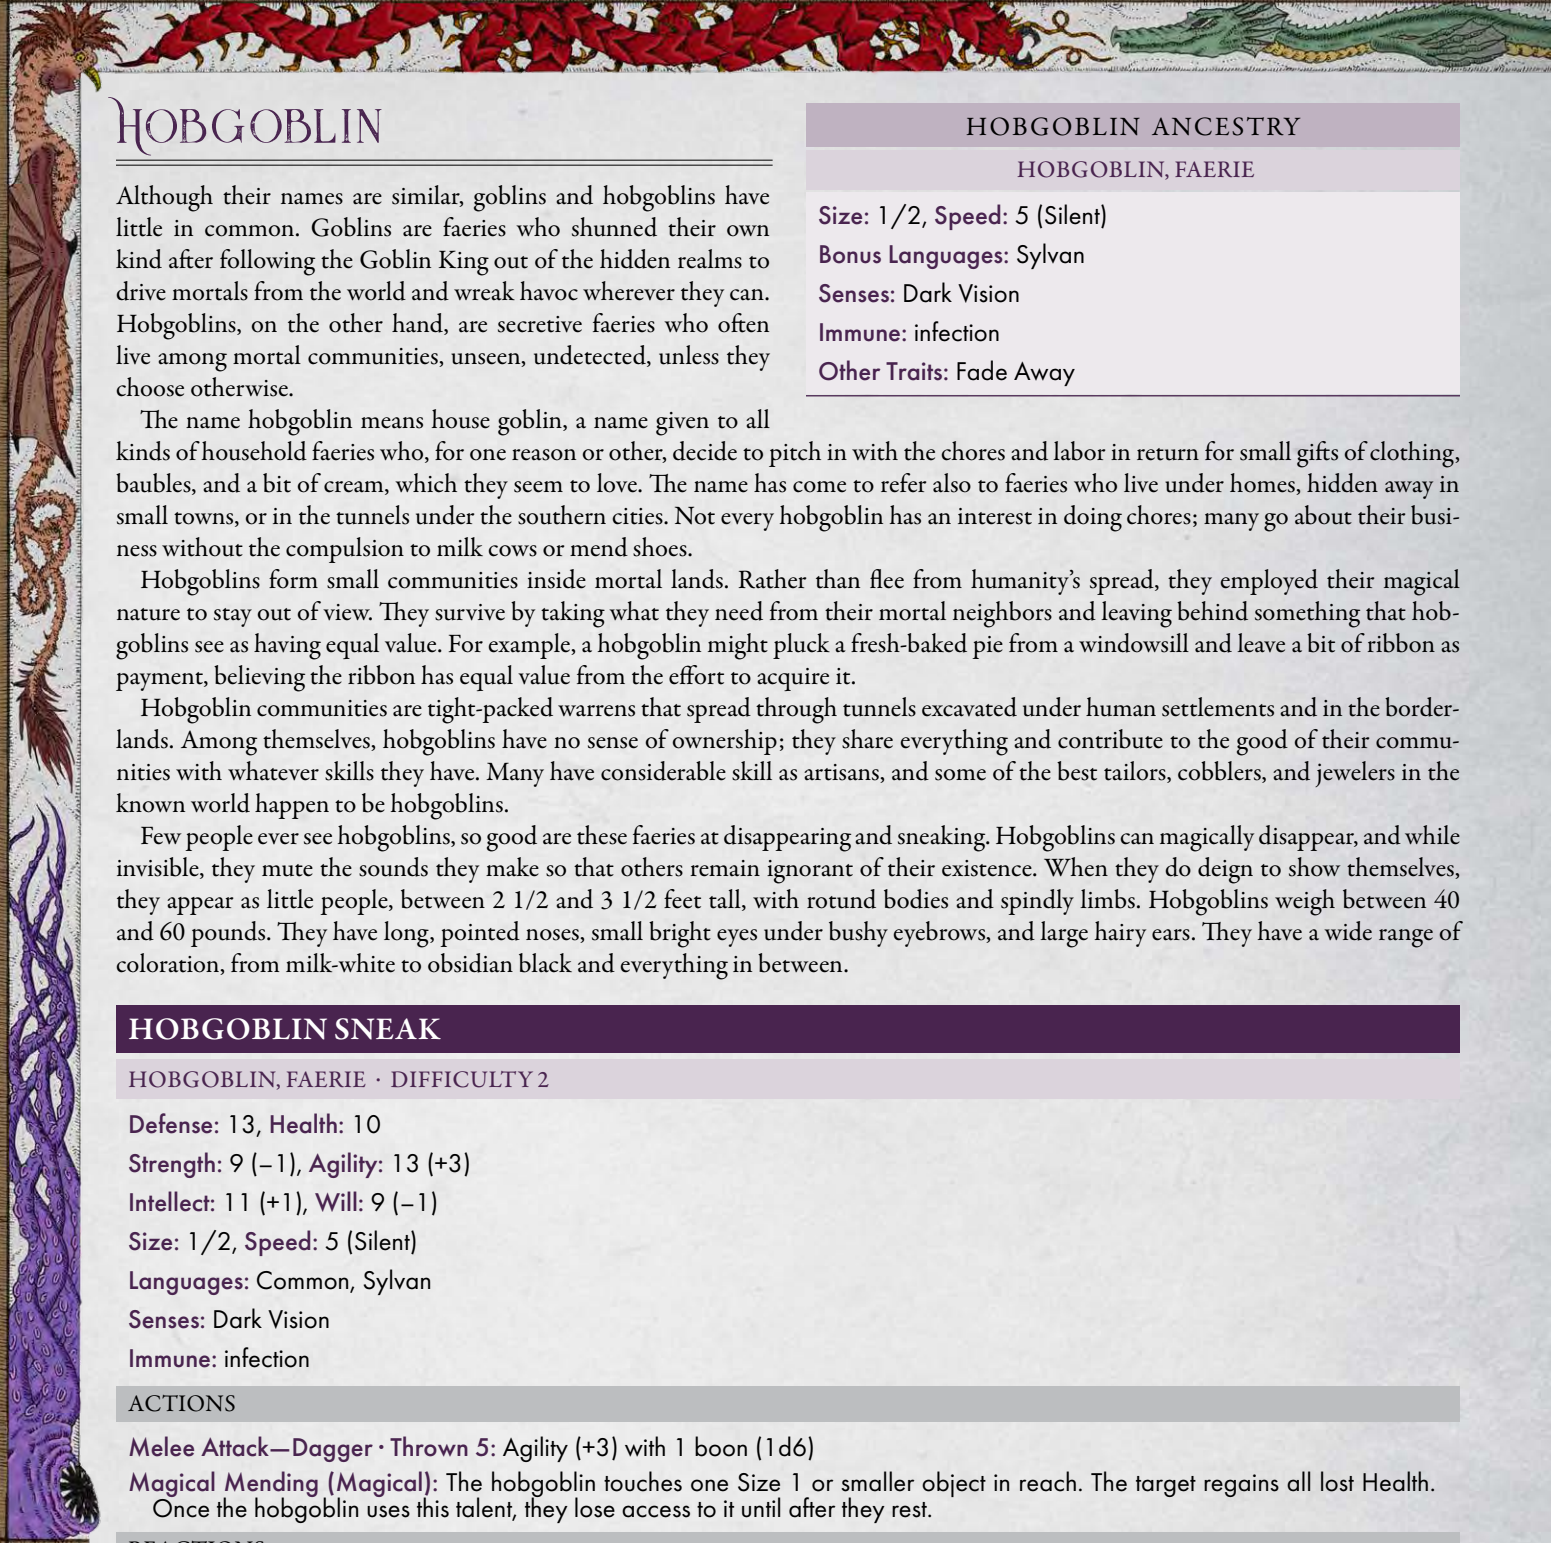 HOBGOBLIN
Although their names are similar, goblins and hobgoblins have
little in common. Goblins are faeries who shunned their own
kind after following the Goblin King out of the hidden realms to
drive mortals from the world and wreak havoc wherever they can.
Hobgoblins, on the other hand, are secretive faeries who often
live among mortal communities, unseen, undetected, unless they
choose otherwise.
HOBGOBLIN ANCESTRY
HOBGOBLIN, FAERIE
Size: 1/2, Speed: 5 (Silent)
Bonus Languages: Sylvan
Senses: Dark Vision
Immune: infection
Other Traits: Fade Away
The name hobgoblin means house goblin, a name given to all
kinds of household faeries who, for one reason or other, decide to pitch in with the chores and labor in return for small gifts of clothing,
baubles, and a bit of cream, which they seem to love. The name has come to refer also to faeries who live under homes, hidden away in
small towns, or in the tunnels under the southern cities. Not every hobgoblin has an interest in doing chores; many go about their busi-
ness without the compulsion to milk cows or mend shoes.
Hobgoblins form small communities inside mortal lands. Rather than flee from humanity's spread, they employed their magical
nature to stay out of view. They survive by taking what they need from their mortal neighbors and leaving behind something that hob-
goblins see as having equal value. For example, a hobgoblin might pluck a fresh-baked pie from a windowsill and leave a bit of ribbon as
payment, believing the ribbon has equal value from the effort to acquire it.
Hobgoblin communities are tight-packed warrens that spread through tunnels excavated under human settlements and in the border-
lands. Among themselves, hobgoblins have no sense of ownership; they share everything and contribute to the good of their commu-
nities with whatever skills they have. Many have considerable skill as artisans, and some of the best tailors, cobblers, and jewelers in the
known world happen to be hobgoblins.
Few people ever see hobgoblins, so good are these faeries at disappearing and sneaking. Hobgoblins can magically disappear, and while
invisible, they mute the sounds they make so that others remain ignorant of their existence. When they do deign to show themselves,
they appear as little people, between 2 1/2 and 3 1/2 feet tall, with rotund bodies and spindly limbs. Hobgoblins weigh between 40
and 60 pounds. They have long, pointed noses, small bright eyes under bushy eyebrows, and large hairy ears. They have a wide range of
coloration, from milk-white to obsidian black and everything in between.
HOBGOBLIN SNEAK
HOBGOBLIN, FAERIE · DIFFICULTY 2
Defense: 13, Health: 10
Strength: 9 (–1), Agility: 13 (+3)
Intellect: 11 (+1), Will: 9 (–1)
Size: 1/2, Speed: 5 (Silent)
Languages: Common, Sylvan
Senses: Dark Vision
Immune: infection
ACTIONS
Melee Attack—Dagger · Thrown 5: Agility (+3) with 1 boon (1d6)
Magical Mending (Magical): The hobgoblin touches one Size 1 or smaller object in reach. The target regains all lost Health.
Once the hobgoblin uses this talent, they lose access to it until after they rest.